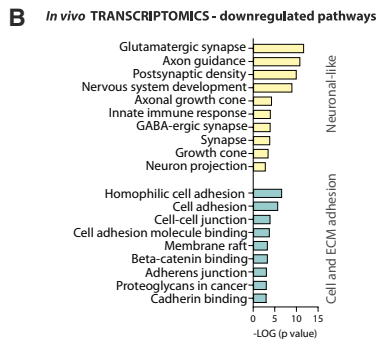 B In vivo TRANSCRIPTOMICS - downregulated pathways
Glutamatergic synapse
Axon guidance
Postsynaptic density
Nervous system development
Axonal growth cone
Innate immune response
GABA-ergic synapse
Synapse
Growth cone
Neuron projection
Neuronal-like
Homophilic cell adhesion
Cell adhesion
Cell-cell junction
Cell adhesion molecule binding
Membrane raft
Beta-catenin binding
Adherens junction
Proteoglycans in cancer
Cadherin binding
Cell and ECM adhesion
0 5 10 15
-LOG (p value)